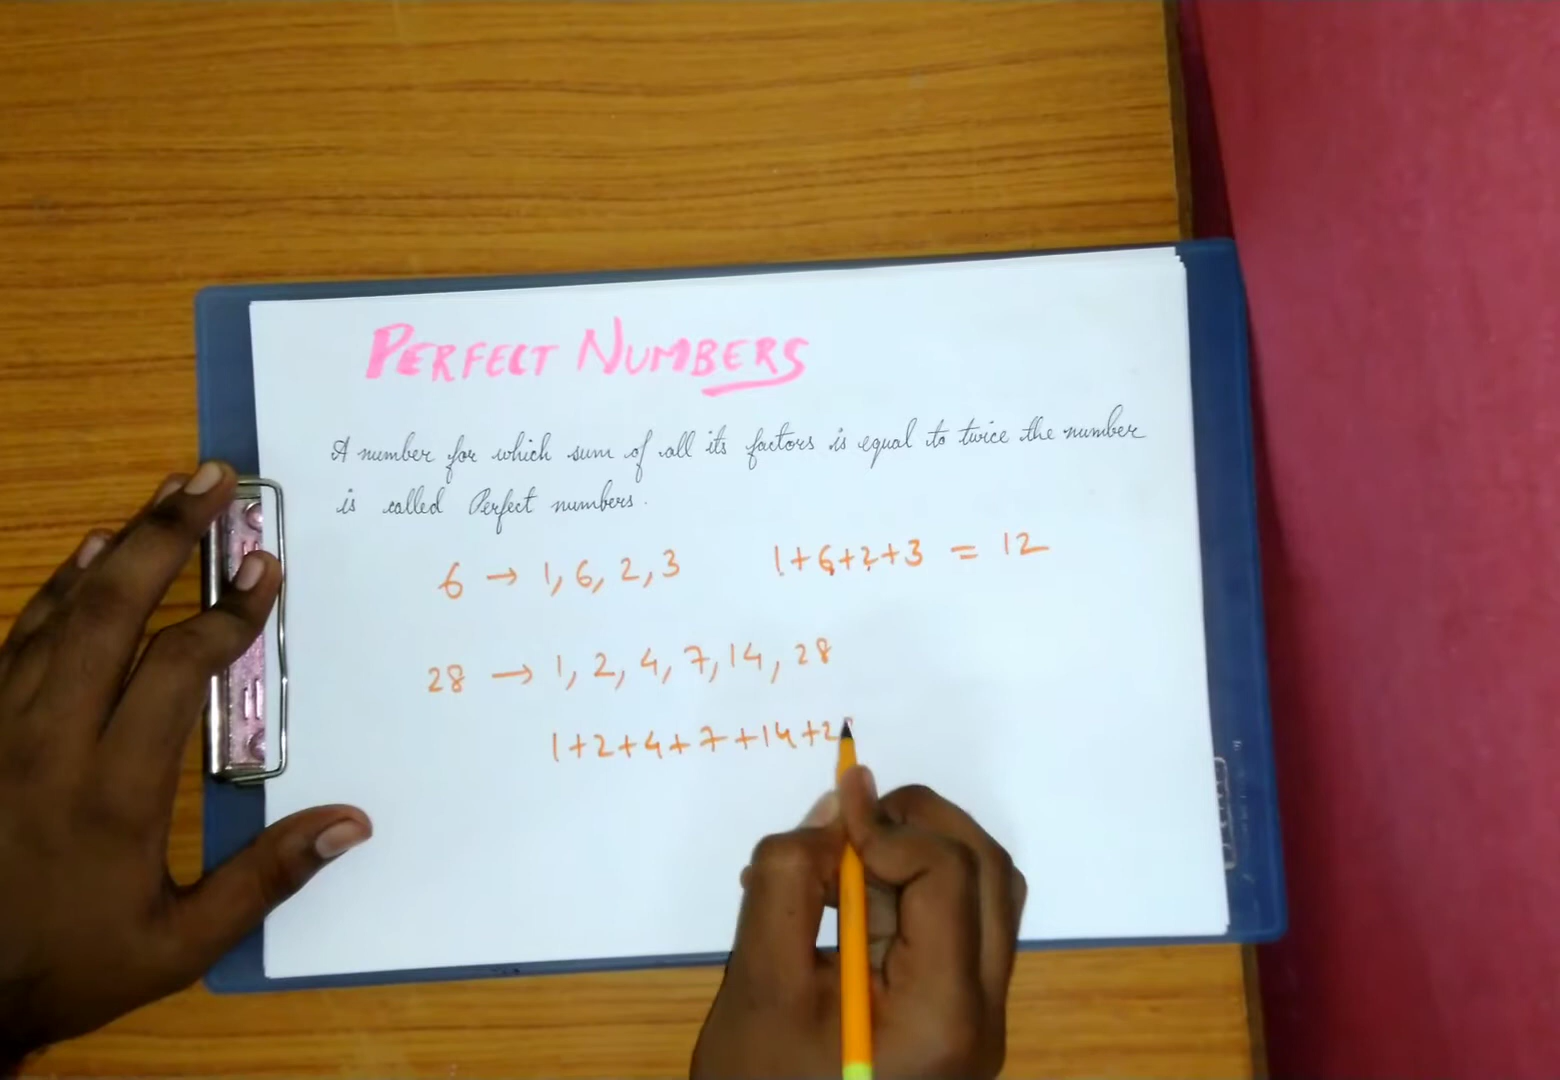 PERFECT NUMBERS
A number for which sum of all its factors is equal to twice the number
is called Perfect numbers.
6 → 1, 6, 2, 3 1+6+2+3 = 12
28 → 1, 2, 4, 7, 14, 28
1+2+4+7+14+2